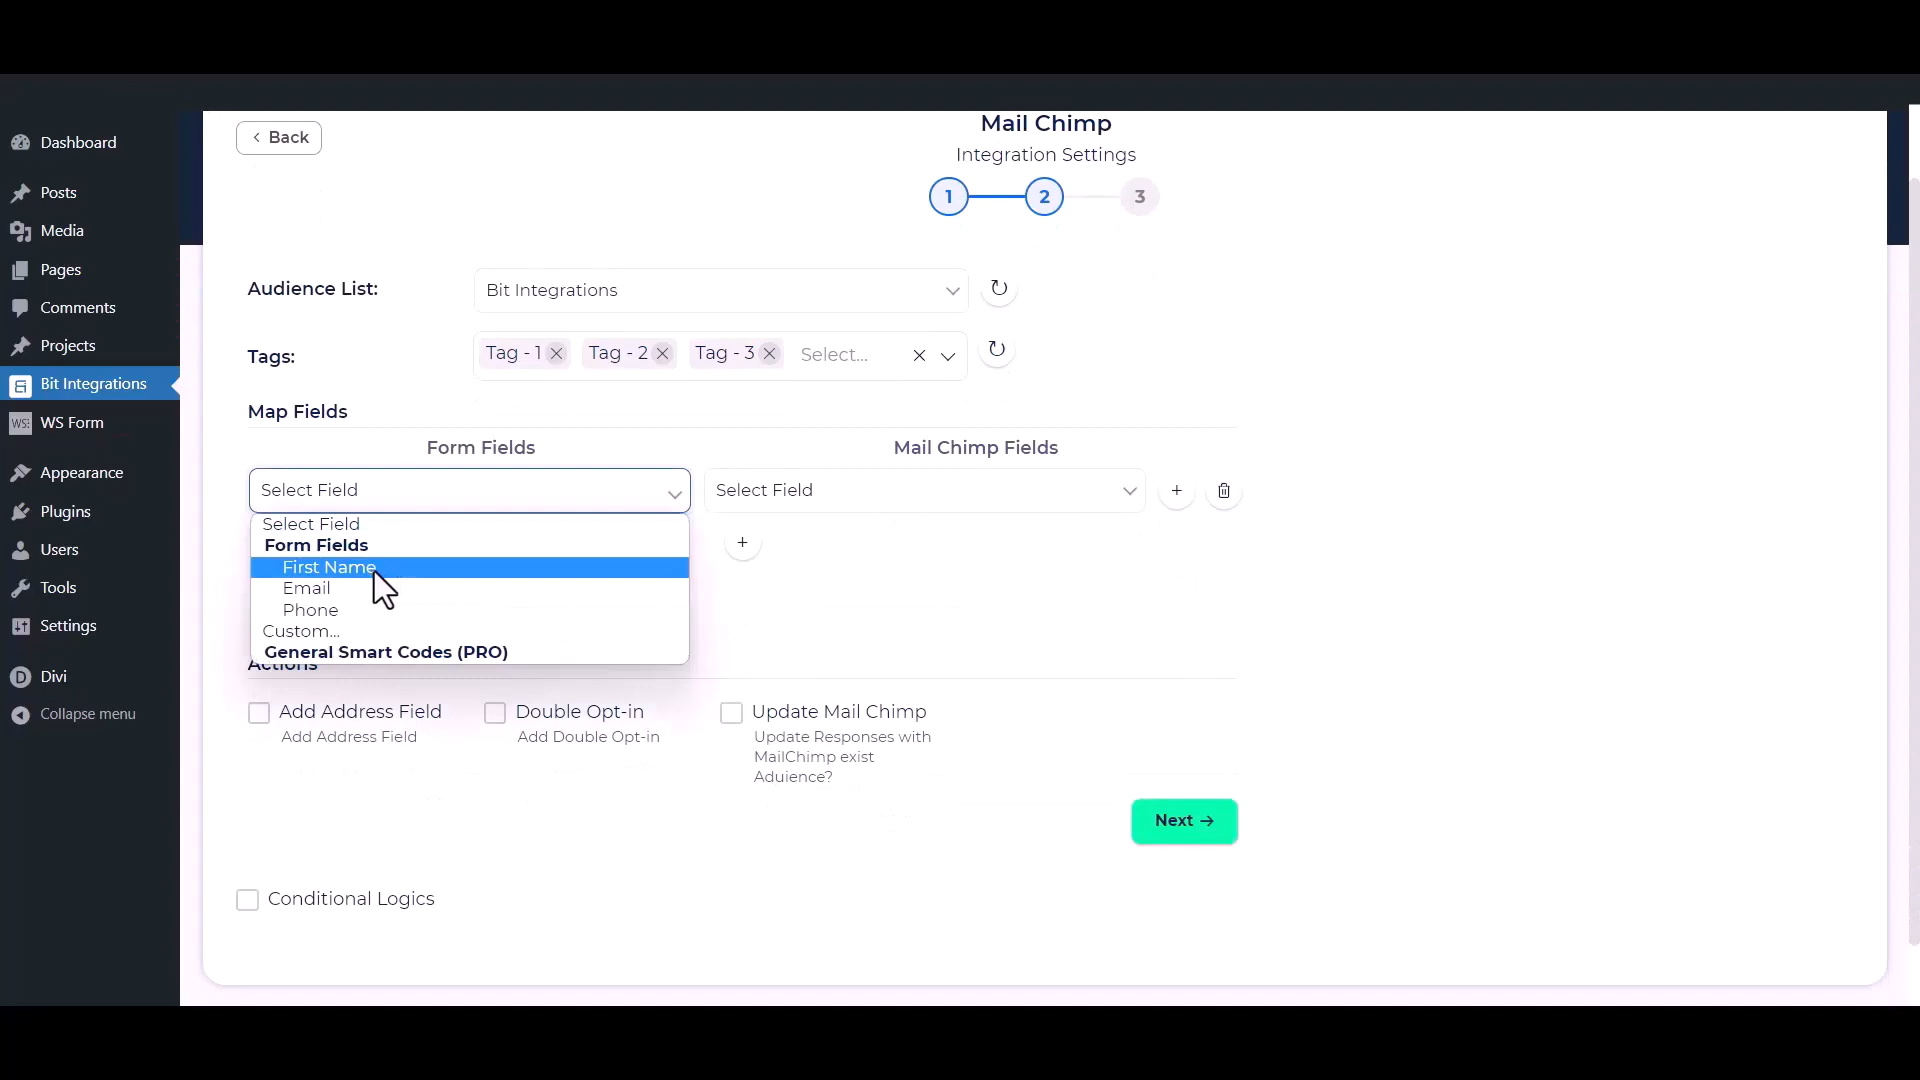 Dashboard
Posts
Media
Pages
Comments
Projects
Bit Integrations
WS Form
Appearance
Plugins
Users
Tools
Settings
Divi
Collapse menu
Back
Mail Chimp
Integration Settings
1
2
3
Audience List:
Bit Integrations
Tags:
Tag - 1
Tag - 2
Tag - 3
Select...
Map Fields
Form Fields
Mail Chimp Fields
Select Field
Select Field
Select Field
Form Fields
First Name
Email
Phone
Custom...
General Smart Codes (PRO)
Actions
Add Address Field
Add Address Field
Double Opt-in
Add Double Opt-in
Update Mail Chimp
Update Responses with
MailChimp exist
Aduience?
Next →
Conditional Logics